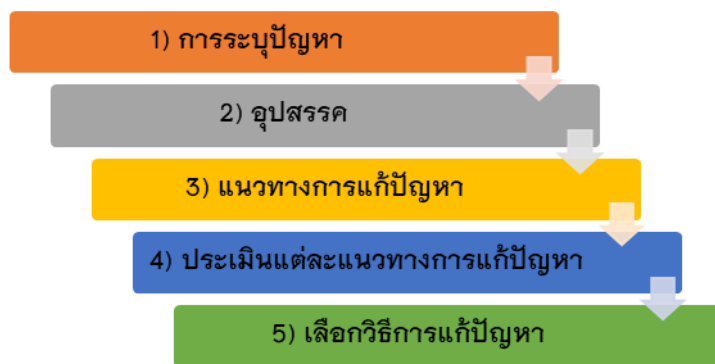 1) การระบุปัญหา
2) อุปสรรค
3) แนวทางการแก้ปัญหา
4) ประเมินแต่ละแนวทางการแก้ปัญหา
5) เลือกวิธีการแก้ปัญหา